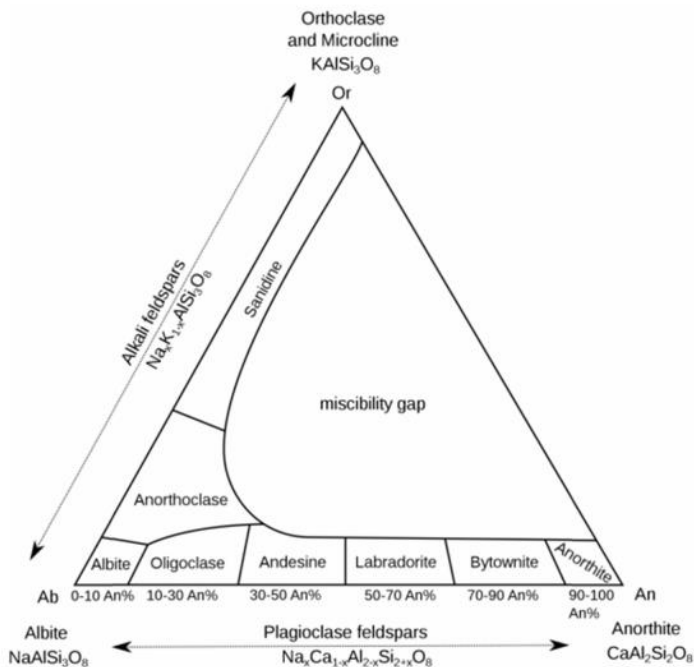 Orthoclase
and Microcline
KAlSi₃O₈
Or
Alkali feldspars
NaₓK₁₋ₓAlSi₃O₈
Sanidine
miscibility gap
Anorthoclase
Albite
Oligoclase
Andesine
Labradorite
Bytownite
Anorthite
Ab
0-10 An%
10-30 An%
30-50 An%
50-70 An%
70-90 An%
90-100
An%
An
Albite
NaAlSi₃O₈
Plagioclase feldspars
NaₓCa₁₋ₓAl₂₋ₓSi₂₊ₓO₈
Anorthite
CaAl₂Si₂O₈